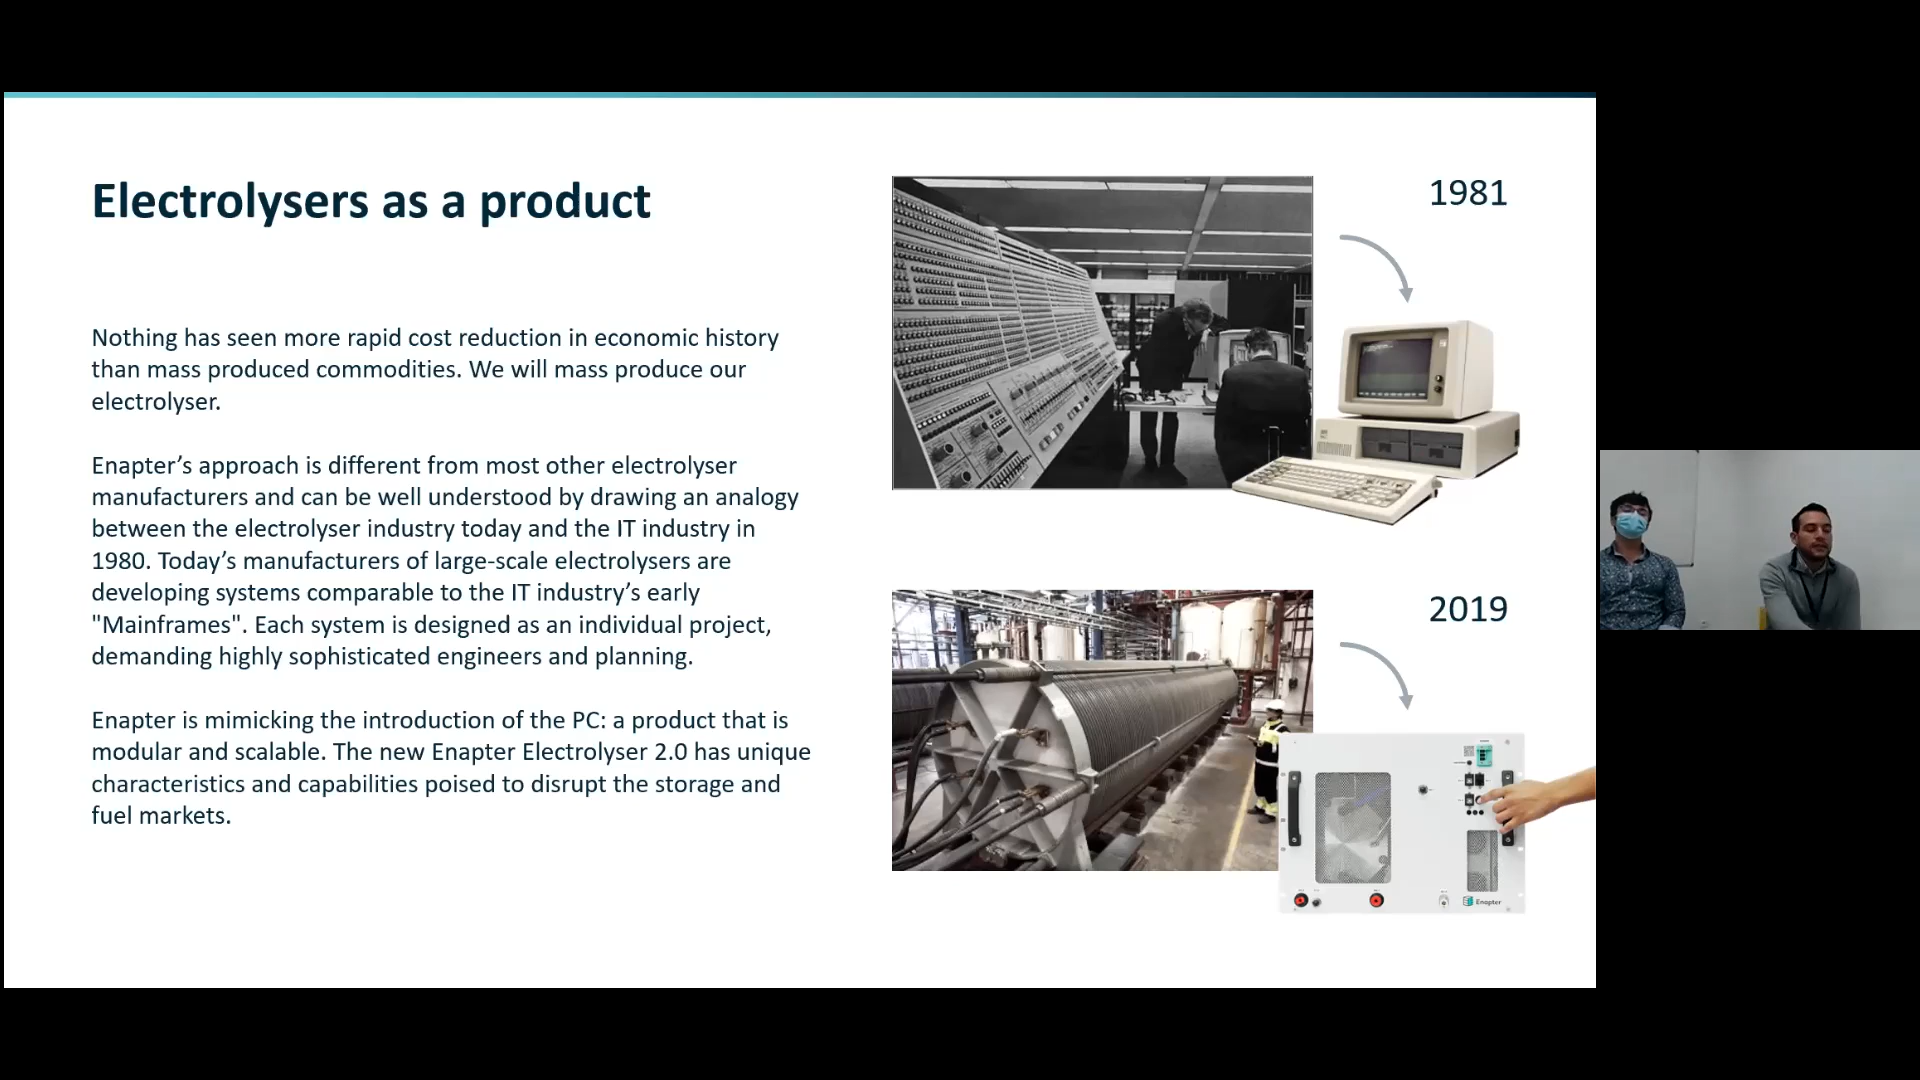 Electrolysers as a product
Nothing has seen more rapid cost reduction in economic history
than mass produced commodities. We will mass produce our
electrolyser.
Enapter’s approach is different from most other electrolyser
manufacturers and can be well understood by drawing an analogy
between the electrolyser industry today and the IT industry in
1980. Today’s manufacturers of large-scale electrolysers are
developing systems comparable to the IT industry’s early
"Mainframes". Each system is designed as an individual project,
demanding highly sophisticated engineers and planning.
Enapter is mimicking the introduction of the PC: a product that is
modular and scalable. The new Enapter Electrolyser 2.0 has unique
characteristics and capabilities poised to disrupt the storage and
fuel markets.
1981
2019
Enapter